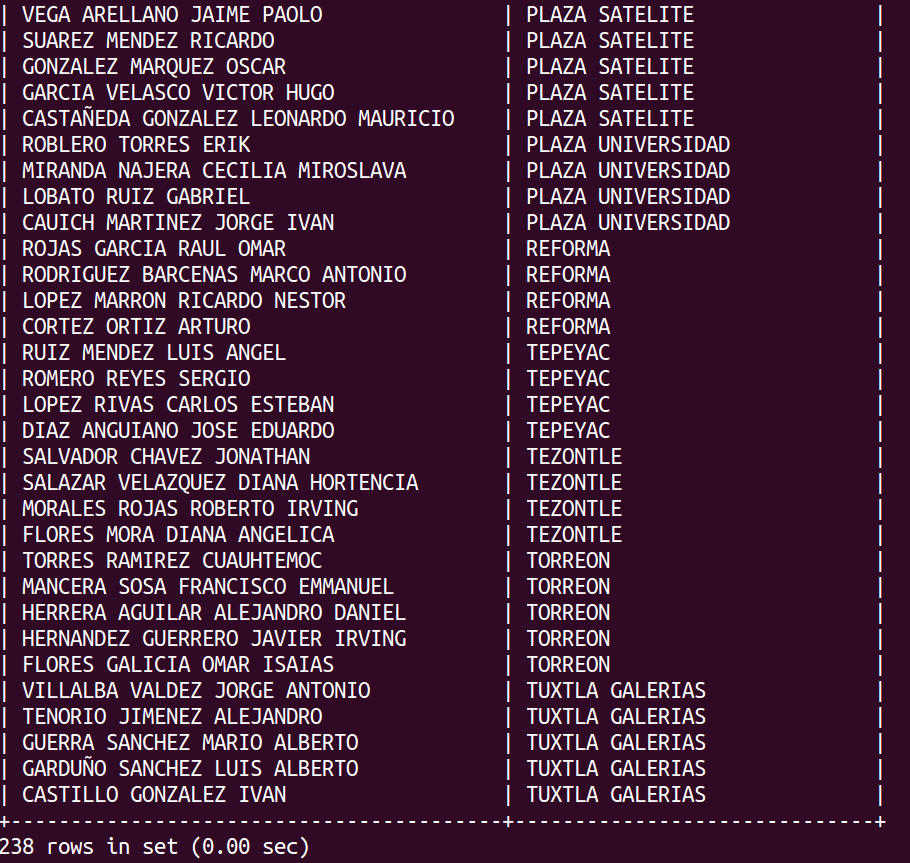 | VEGA ARELLANO JAIME PAOLO | PLAZA SATELITE |
| SUAREZ MENDEZ RICARDO | PLAZA SATELITE |
| GONZALEZ MARQUEZ OSCAR | PLAZA SATELITE |
| GARCIA VELASCO VICTOR HUGO | PLAZA SATELITE |
| CASTAÑEDA GONZALEZ LEONARDO MAURICIO | PLAZA SATELITE |
| ROBLERO TORRES ERIK | PLAZA UNIVERSIDAD |
| MIRANDA NAJERA CECILIA MIROSLAVA | PLAZA UNIVERSIDAD |
| LOBATO RUIZ GABRIEL | PLAZA UNIVERSIDAD |
| CAUICH MARTINEZ JORGE IVAN | PLAZA UNIVERSIDAD |
| ROJAS GARCIA RAUL OMAR | REFORMA |
| RODRIGUEZ BARCENAS MARCO ANTONIO | REFORMA |
| LOPEZ MARRON RICARDO NESTOR | REFORMA |
| CORTEZ ORTIZ ARTURO | REFORMA |
| RUIZ MENDEZ LUIS ANGEL | TEPEYAC |
| ROMERO REYES SERGIO | TEPEYAC |
| LOPEZ RIVAS CARLOS ESTEBAN | TEPEYAC |
| DIAZ ANGUIANO JOSE EDUARDO | TEPEYAC |
| SALVADOR CHAVEZ JONATHAN | TEZONTLE |
| SALAZAR VELAZQUEZ DIANA HORTENCIA | TEZONTLE |
| MORALES ROJAS ROBERTO IRVING | TEZONTLE |
| FLORES MORA DIANA ANGELICA | TEZONTLE |
| TORRES RAMIREZ CUAUHTEMOC | TORREON |
| MANCERA SOSA FRANCISCO EMMANUEL | TORREON |
| HERRERA AGUILAR ALEJANDRO DANIEL | TORREON |
| HERNANDEZ GUERRERO JAVIER IRVING | TORREON |
| FLORES GALICIA OMAR ISAIAS | TORREON |
| VILLALBA VALDEZ JORGE ANTONIO | TUXTLA GALERIAS |
| TENORIO JIMENEZ ALEJANDRO | TUXTLA GALERIAS |
| GUERRA SANCHEZ MARIO ALBERTO | TUXTLA GALERIAS |
| GARDUÑO SANCHEZ LUIS ALBERTO | TUXTLA GALERIAS |
| CASTILLO GONZALEZ IVAN | TUXTLA GALERIAS |
+-----------------------------------------+------------------------------+
238 rows in set (0.00 sec)